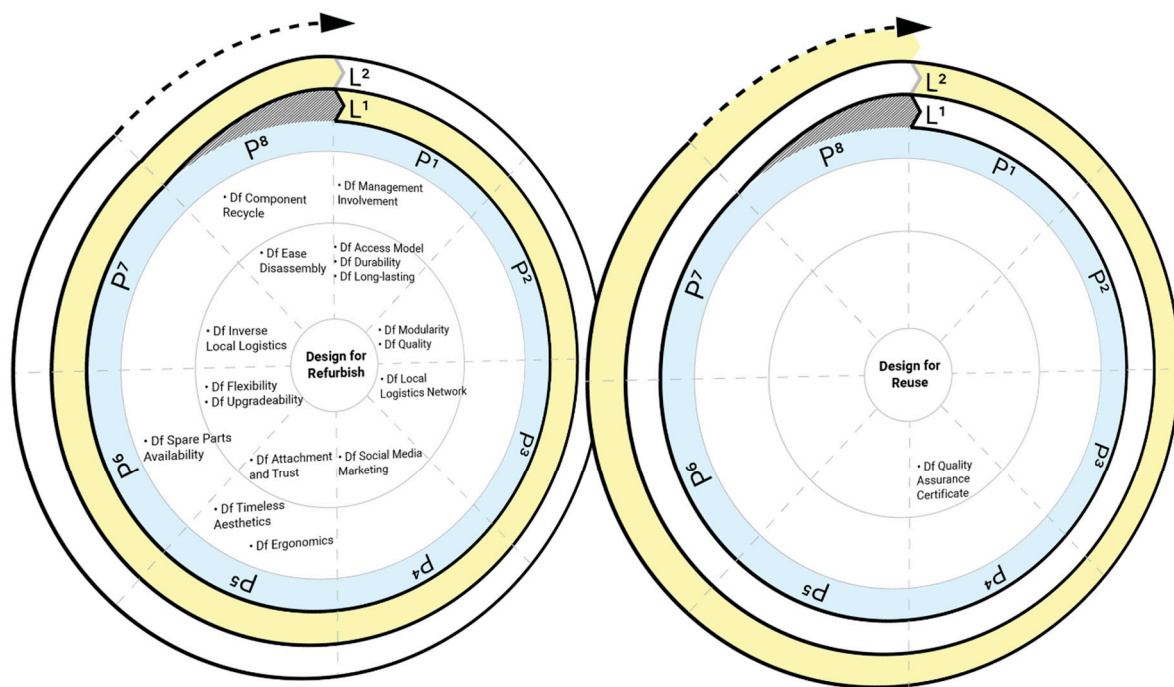 L²
L¹
P⁸
P¹
• Df Component
Recycle
• Df Management
Involvement
• Df Ease
Disassembly
• Df Access Model
• Df Durability
• Df Long-lasting
P⁷
P²
• Df Inverse
Local Logistics
• Df Modularity
• Df Quality
Design for
Refurbish
• Df Flexibility
• Df Upgradeability
• Df Local
Logistics Network
• Df Spare Parts
Availability
P⁶
P³
• Df Attachment
and Trust
• Df Social Media
Marketing
• Df Timeless
Aesthetics
• Df Ergonomics
P⁵
P⁴
L²
L¹
P⁸
P¹
P⁷
P²
Design for
Reuse
P⁶
P³
• Df Quality
Assurance
Certificate
P⁵
P⁴